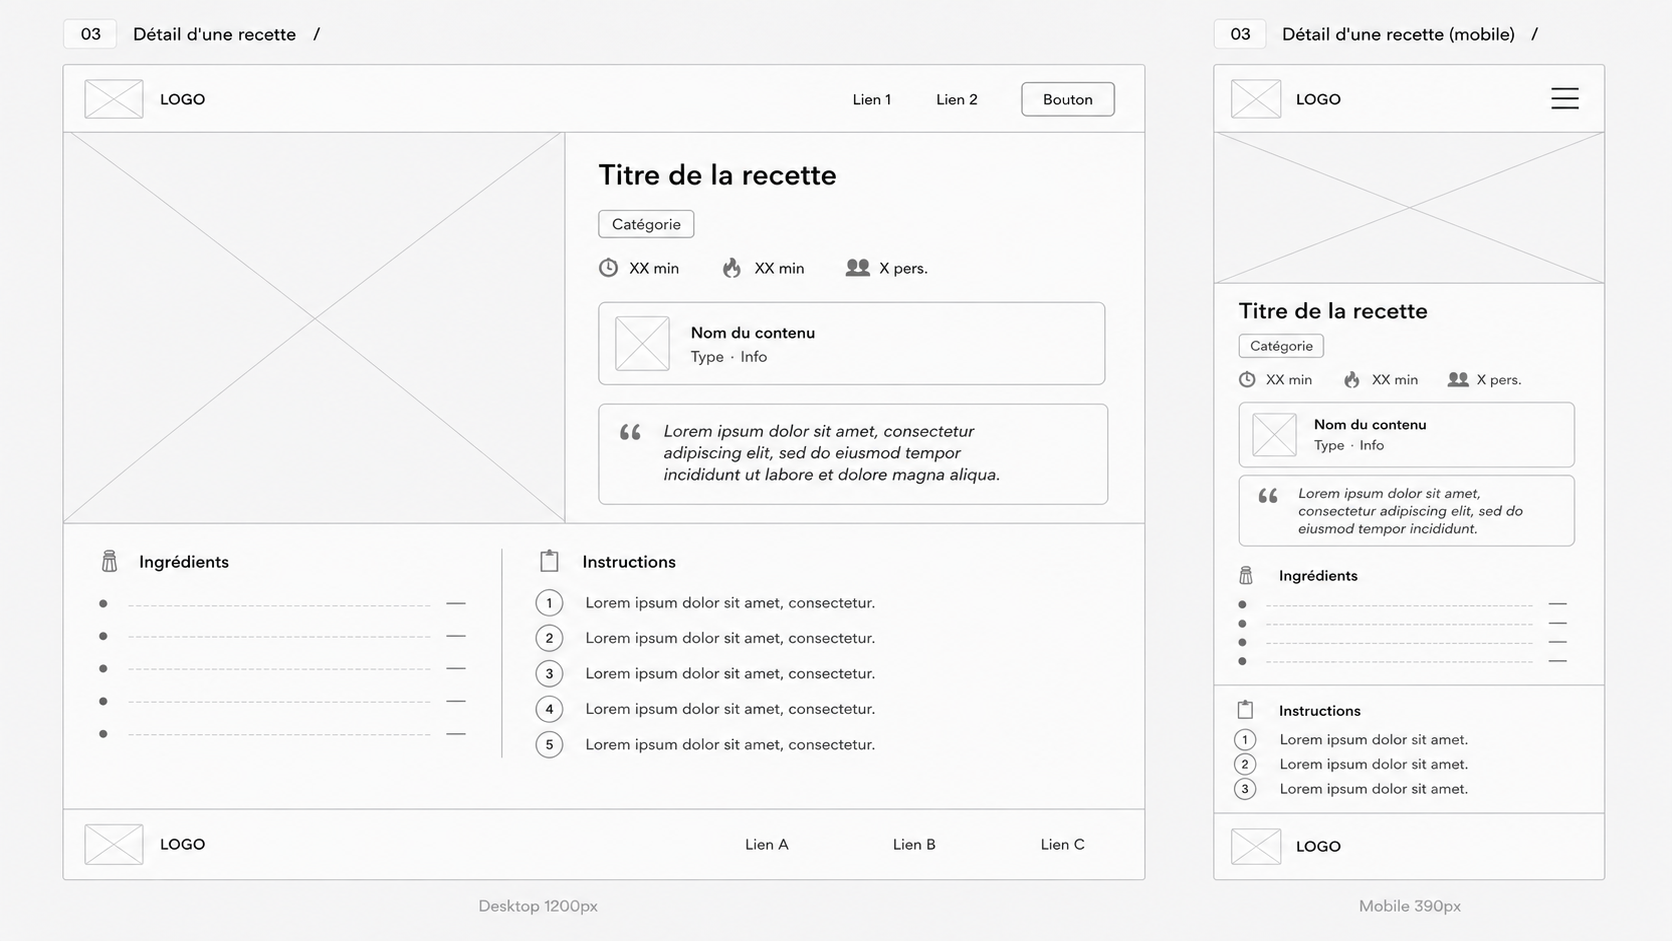 03 Détail d'une recette /
LOGO
Lien 1 Lien 2 Bouton
Titre de la recette
Catégorie
XX min XX min X pers.
Nom du contenu
Type · Info
“ Lorem ipsum dolor sit amet, consectetur
adipiscing elit, sed do eiusmod tempor
incididunt ut labore et dolore magna aliqua.
Ingrédients
Instructions
1 Lorem ipsum dolor sit amet, consectetur.
2 Lorem ipsum dolor sit amet, consectetur.
3 Lorem ipsum dolor sit amet, consectetur.
4 Lorem ipsum dolor sit amet, consectetur.
5 Lorem ipsum dolor sit amet, consectetur.
LOGO
Lien A Lien B Lien C
Desktop 1200px
03 Détail d'une recette (mobile) /
LOGO
Titre de la recette
Catégorie
XX min XX min X pers.
Nom du contenu
Type · Info
“ Lorem ipsum dolor sit amet,
consectetur adipiscing elit, sed do
eiusmod tempor incididunt.
Ingrédients
Instructions
1 Lorem ipsum dolor sit amet.
2 Lorem ipsum dolor sit amet.
3 Lorem ipsum dolor sit amet.
LOGO
Mobile 390px